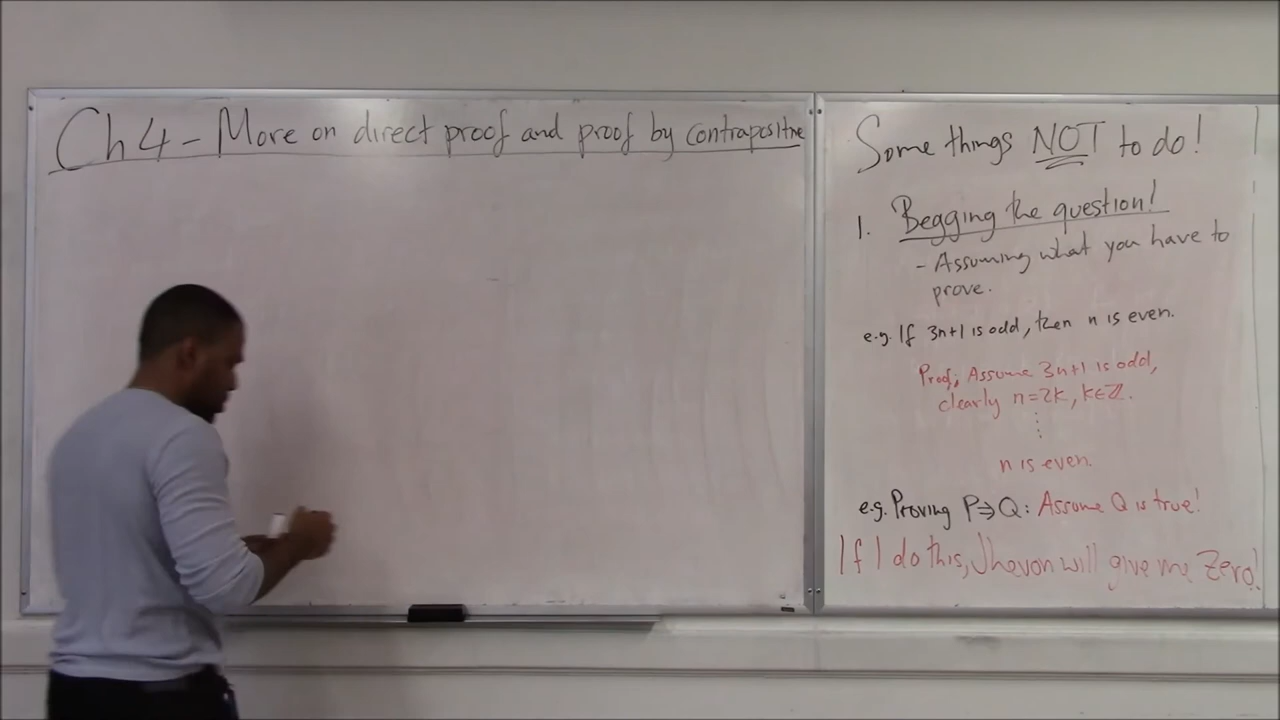 Ch 4 - More on direct proof and proof by contrapositive
Some things NOT to do!
1. Begging the question!
- Assuming what you have to
prove.
e.g. If 3n+1 is odd, then n is even.
Proof: Assume 3n+1 is odd,
clearly n=2k, k∈ℤ.
⋮
n is even.
e.g. Proving P⇒Q: Assume Q is true!
If I do this, Jhevon will give me Zero!